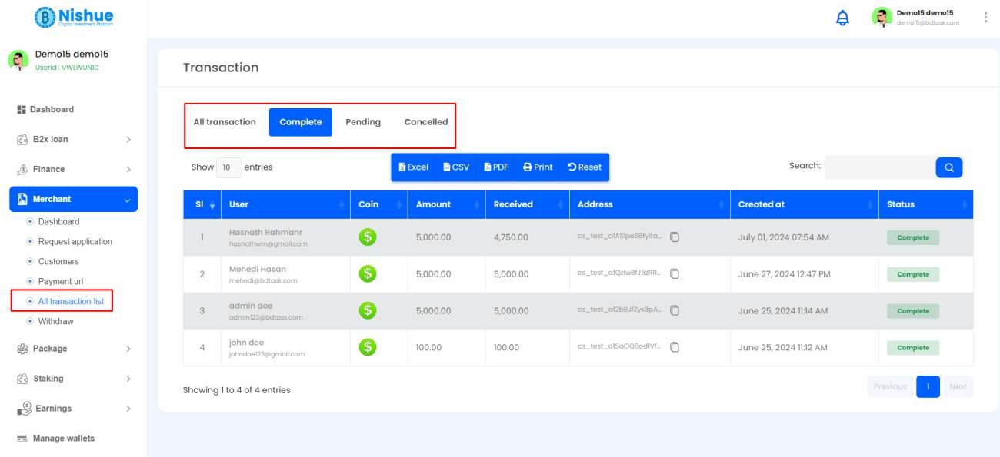 Nishue
Crypto Investment Platform
Demo15 demo15
demo15@bdtask.com
Demo15 demo15
Userid : VWLWUN1C
Dashboard
B2x loan
Finance
Merchant
Dashboard
Request application
Customers
Payment url
All transaction list
Withdraw
Package
Staking
Earnings
Manage wallets
Transaction
All transaction Complete Pending Cancelled
Show 10 entries
Excel CSV PDF Print Reset
Search:
Sl User Coin Amount Received Address Created at Status
1 Hasnath Rahmanr 5,000.00 4,750.00 July 01, 2024 07:54 AM Complete
hasnathwm@gmail.com
2 Mehedi Hasan 5,000.00 5,000.00 June 27, 2024 12:47 PM Complete
mehedi@bdtask.com
3 admin doe 5,000.00 5,000.00 June 25, 2024 11:14 AM Complete
admin123@bdtask.com
4 john doe 100.00 100.00 June 25, 2024 11:12 AM Complete
johndoe123@gmail.com
Showing 1 to 4 of 4 entries
Previous 1 Next